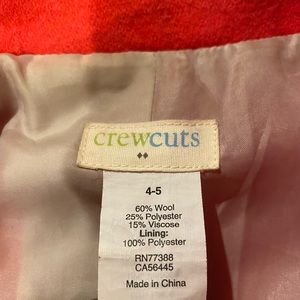 crewcuts
4-5
60% Wool
25% Polyester
15% Viscose
Lining:
100% Polyester
RN77388
CA56445
Made in China